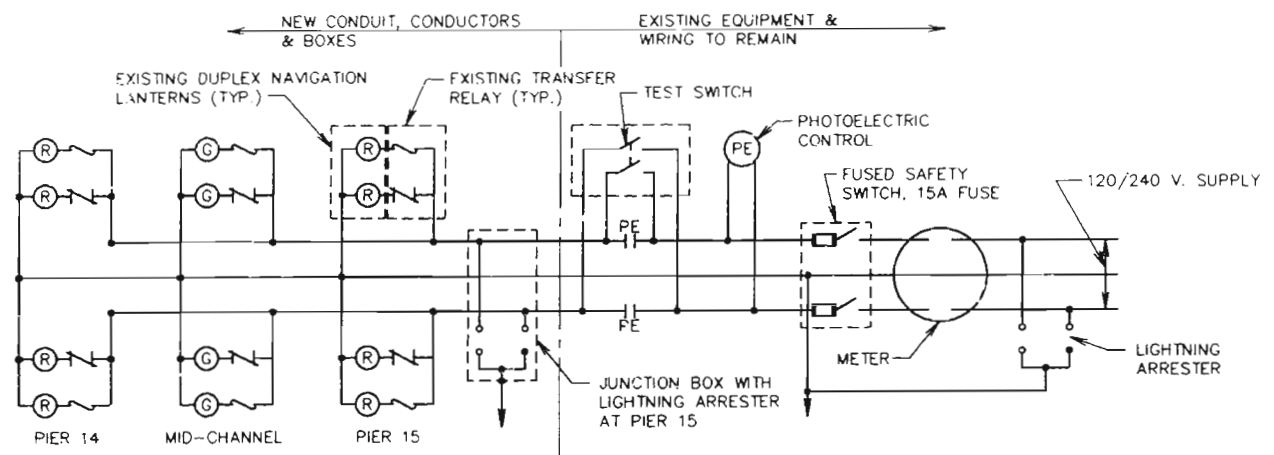 NEW CONDUIT, CONDUCTORS
& BOXES
EXISTING EQUIPMENT &
WIRING TO REMAIN
EXISTING DUPLEX NAVIGATION
LANTERNS (TYP.)
EXISTING TRANSFER
RELAY (TYP.)
TEST SWITCH
PHOTOELECTRIC
CONTROL
FUSED SAFETY
SWITCH, 15A FUSE
120/240 V. SUPPLY
R
G
R
PE
R
G
R
PE
PE
R
G
R
METER
LIGHTNING
ARRESTER
JUNCTION BOX WITH
LIGHTNING ARRESTER
AT PIER 15
R
G
R
PIER 14
MID-CHANNEL
PIER 15